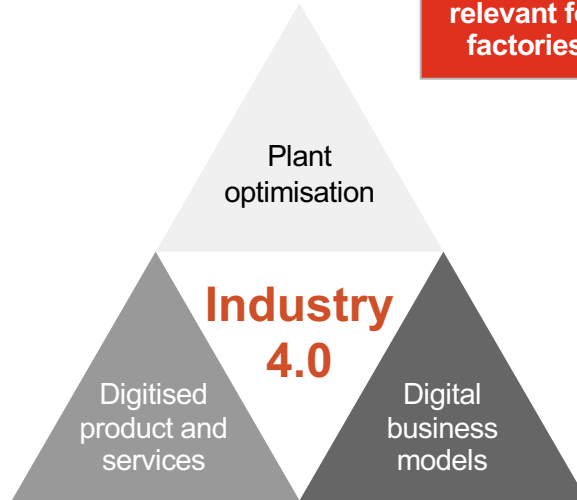 relevant
factories
Plant
optimisation
Industry
4.0
Digitised
product and
services
Digital
business
models